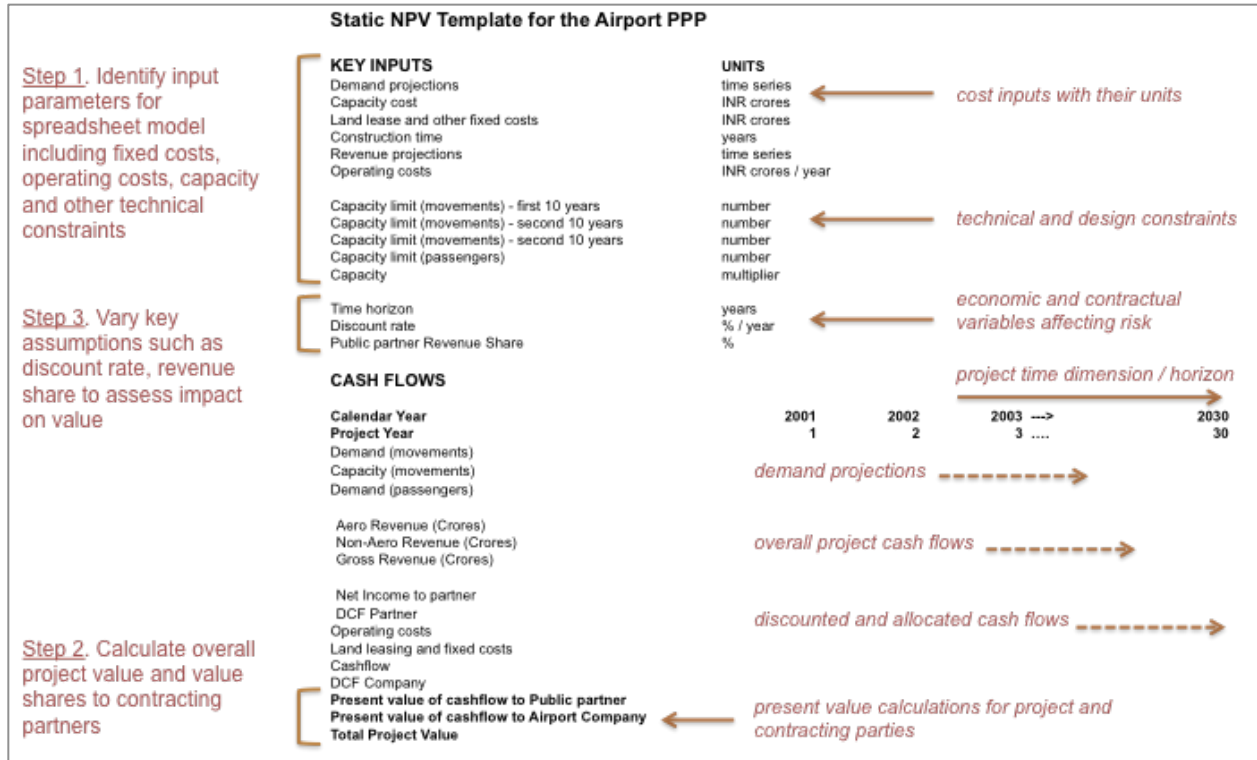 Static NPV Template for the Airport PPP
Step 1. Identify input
parameters for
spreadsheet model
including fixed costs,
operating costs, capacity
and other technical
constraints
KEY INPUTS UNITS
Demand projections time series
Capacity cost INR crores
Land lease and other fixed costs INR crores
Construction time years
Revenue projections time series
Operating costs INR crores / year
cost inputs with their units
Capacity limit (movements) - first 10 years number
Capacity limit (movements) - second 10 years number
Capacity limit (movements) - second 10 years number
Capacity limit (passengers) number
Capacity multiplier
technical and design constraints
Step 3. Vary key
assumptions such as
discount rate, revenue
share to assess impact
on value
Time horizon years
Discount rate % / year
Public partner Revenue Share %
economic and contractual
variables affecting risk
CASH FLOWS
project time dimension / horizon
Calendar Year 2001 2002 2003 ---> 2030
Project Year 1 2 3 .... 30
Demand (movements)
Capacity (movements)
Demand (passengers)
demand projections
Aero Revenue (Crores)
Non-Aero Revenue (Crores)
Gross Revenue (Crores)
overall project cash flows
Net Income to partner
DCF Partner
Operating costs
Land leasing and fixed costs
Cashflow
DCF Company
discounted and allocated cash flows
Step 2. Calculate overall
project value and value
shares to contracting
partners
Present value of cashflow to Public partner
Present value of cashflow to Airport Company
Total Project Value
present value calculations for project and
contracting parties